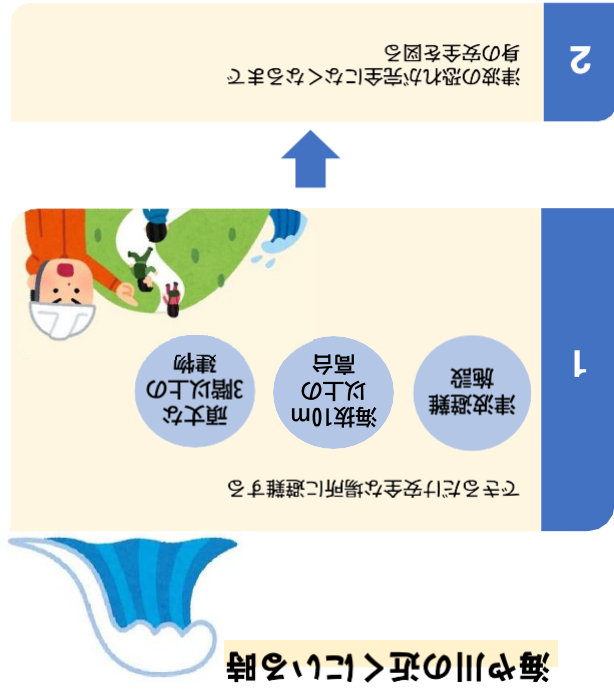 海や川の近くにいる時
1
できるだけ安全な場所に避難する
津波避難
施設
海抜10m
以上の
高台
頑丈な
3階以上の
建物
2
津波の恐れが完全になくなるまで
身の安全を図る